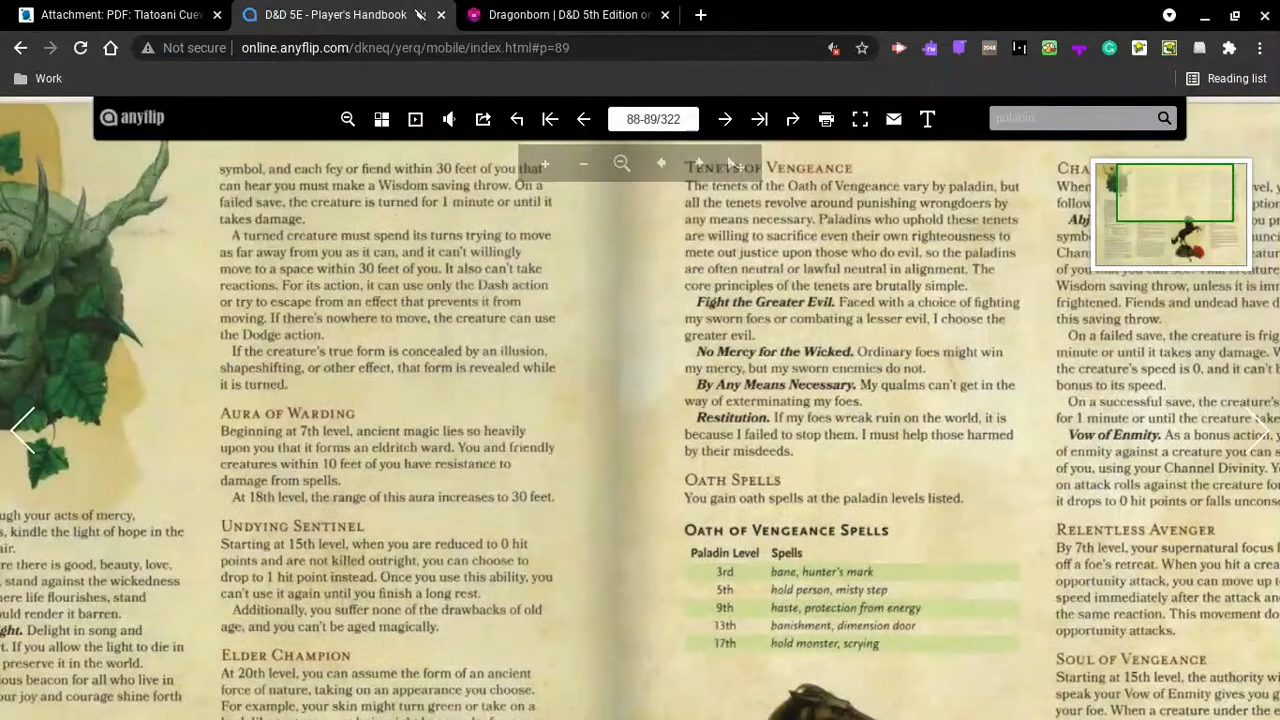 Attachment: PDF: Tlatoani Cuev
D&D 5E - Player's Handbook
Dragonborn | D&D 5th Edition on
Not secure
online.anyflip.com/dkneq/yerq/mobile/index.html#p=89
Work
Reading list
anyflip
88-89/322
paladin
ugh your acts of mercy,
s, kindle the light of hope in the
air.
re there is good, beauty, love,
, stand against the wickedness
here life flourishes, stand
ould render it barren.
ight. Delight in song and
t. If you allow the light to die in
preserve it in the world.
ious beacon for all who live in
our joy and courage shine forth
symbol, and each fey or fiend within 30 feet of you that
can hear you must make a Wisdom saving throw. On a
failed save, the creature is turned for 1 minute or until it
takes damage.
A turned creature must spend its turns trying to move
as far away from you as it can, and it can't willingly
move to a space within 30 feet of you. It also can't take
reactions. For its action, it can use only the Dash action
or try to escape from an effect that prevents it from
moving. If there's nowhere to move, the creature can use
the Dodge action.
If the creature's true form is concealed by an illusion,
shapeshifting, or other effect, that form is revealed while
it is turned.
Aura of Warding
Beginning at 7th level, ancient magic lies so heavily
upon you that it forms an eldritch ward. You and friendly
creatures within 10 feet of you have resistance to
damage from spells.
At 18th level, the range of this aura increases to 30 feet.
Undying Sentinel
Starting at 15th level, when you are reduced to 0 hit
points and are not killed outright, you can choose to
drop to 1 hit point instead. Once you use this ability, you
can't use it again until you finish a long rest.
Additionally, you suffer none of the drawbacks of old
age, and you can't be aged magically.
Elder Champion
At 20th level, you can assume the form of an ancient
force of nature, taking on an appearance you choose.
For example, your skin might turn green or take on a
Tenets of Vengeance
The tenets of the Oath of Vengeance vary by paladin, but
all the tenets revolve around punishing wrongdoers by
any means necessary. Paladins who uphold these tenets
are willing to sacrifice even their own righteousness to
mete out justice upon those who do evil, so the paladins
are often neutral or lawful neutral in alignment. The
core principles of the tenets are brutally simple.
Fight the Greater Evil. Faced with a choice of fighting
my sworn foes or combating a lesser evil, I choose the
greater evil.
No Mercy for the Wicked. Ordinary foes might win
my mercy, but my sworn enemies do not.
By Any Means Necessary. My qualms can't get in the
way of exterminating my foes.
Restitution. If my foes wreak ruin on the world, it is
because I failed to stop them. I must help those harmed
by their misdeeds.
Oath Spells
You gain oath spells at the paladin levels listed.
Oath of Vengeance Spells
Paladin Level Spells
3rd bane, hunter's mark
5th hold person, misty step
9th haste, protection from energy
13th banishment, dimension door
17th hold monster, scrying
Cha
When
follow
Abj
symb
Chan
of you
Wisdom saving throw, unless it is imm
frightened. Fiends and undead have d
this saving throw.
On a failed save, the creature is frig
minute or until it takes any damage. W
the creature's speed is 0, and it can't b
bonus to its speed.
On a successful save, the creature's
for 1 minute or until the creature take
Vow of Enmity. As a bonus action, y
of enmity against a creature you can s
of you, using your Channel Divinity. Y
on attack rolls against the creature fo
it drops to 0 hit points or falls uncons
Relentless Avenger
By 7th level, your supernatural focus
off a foe's retreat. When you hit a crea
opportunity attack, you can move up t
speed immediately after the attack an
the same reaction. This movement do
opportunity attacks.
Soul of Vengeance
Starting at 15th level, the authority wi
speak your Vow of Enmity gives you g
your foe. When a creature under the e